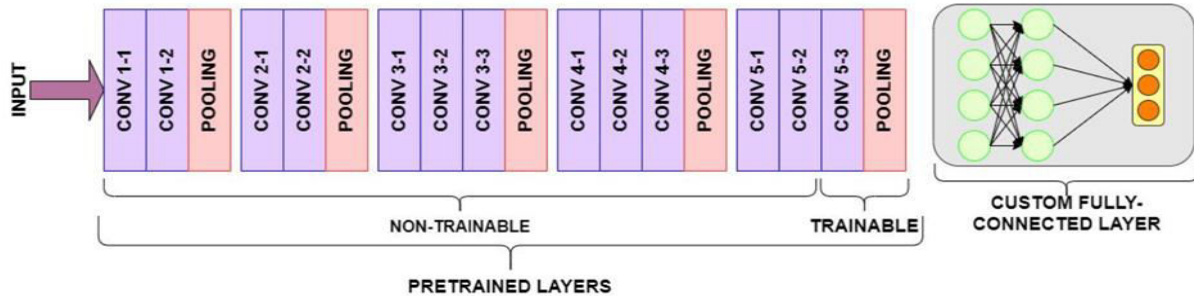 INPUT
CONV 1-1
CONV 1-2
POOLING
CONV 2-1
CONV 2-2
POOLING
CONV 3-1
CONV 3-2
CONV 3-3
POOLING
CONV 4-1
CONV 4-2
CONV 4-3
POOLING
CONV 5-1
CONV 5-2
CONV 5-3
POOLING
NON-TRAINABLE
TRAINABLE
CUSTOM FULLY-
CONNECTED LAYER
PRETRAINED LAYERS